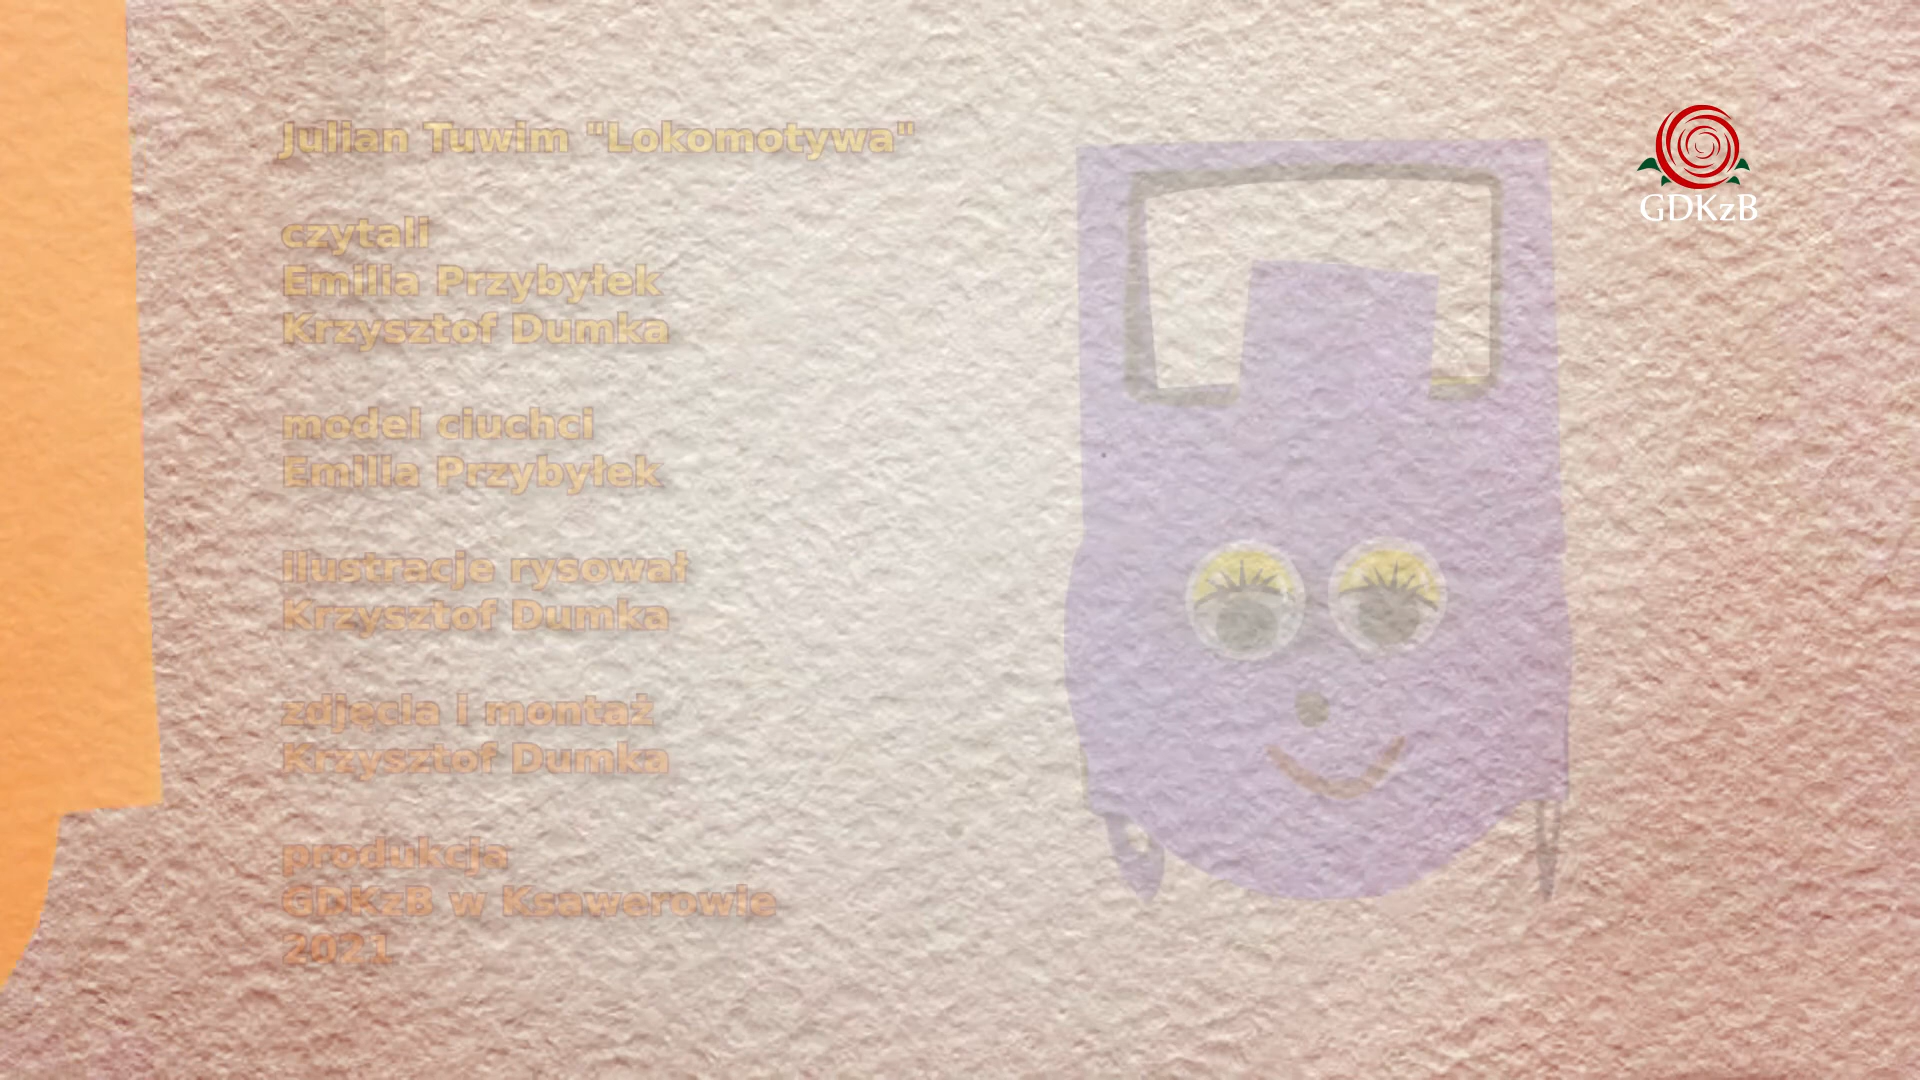 Julian Tuwim "Lokomotywa"
czytali
Emilia Przybyłek
Krzysztof Dumka
model ciuchci
Emilia Przybyłek
ilustracje rysował
Krzysztof Dumka
zdjęcia i montaż
Krzysztof Dumka
produkcja
GDKzB w Ksawerowie
2021
GDKzB